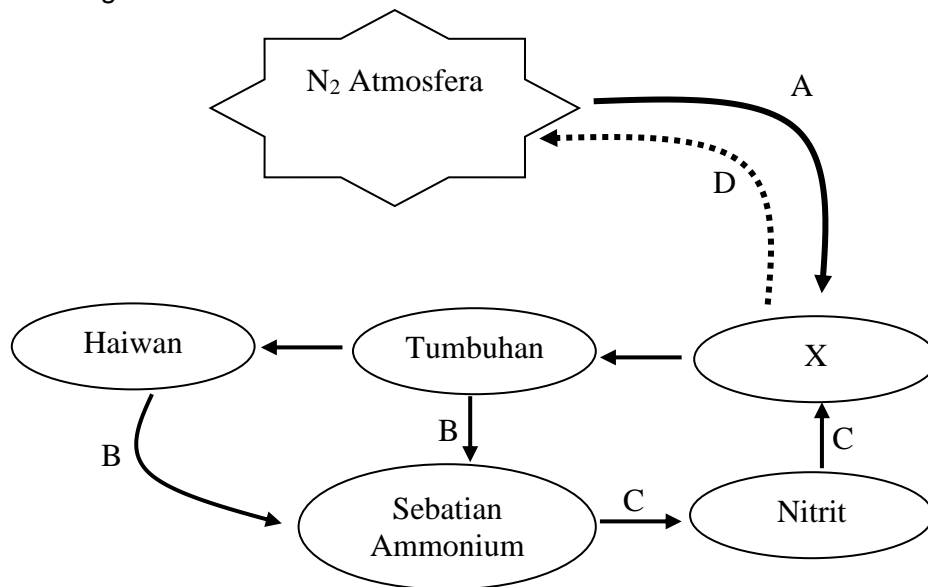 N₂ Atmosfera
A
D
Haiwan
Tumbuhan
X
B
B
C
Sebatian
Ammonium
C
Nitrit